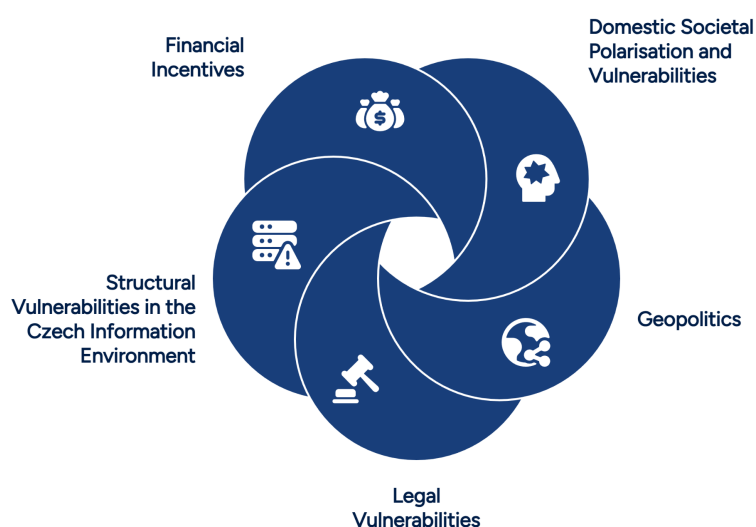 Financial
Incentives
Domestic Societal
Polarisation and
Vulnerabilities
$
Structural
Vulnerabilities in the
Czech Information
Environment
Geopolitics
Legal
Vulnerabilities